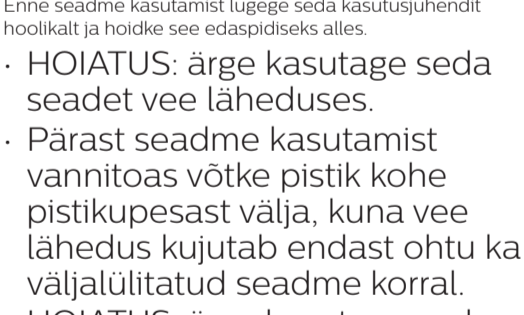 Enne seadme kasutamist lugege seda kasutusjuhendit
hoolikalt ja hoidke see edaspidiseks alles.
· HOIATUS: ärge kasutage seda
seadet vee läheduses.
· Pärast seadme kasutamist
vannitoas võtke pistik kohe
pistikupesast välja, kuna vee
lähedus kujutab endast ohtu ka
väljalülitatud seadme korral.